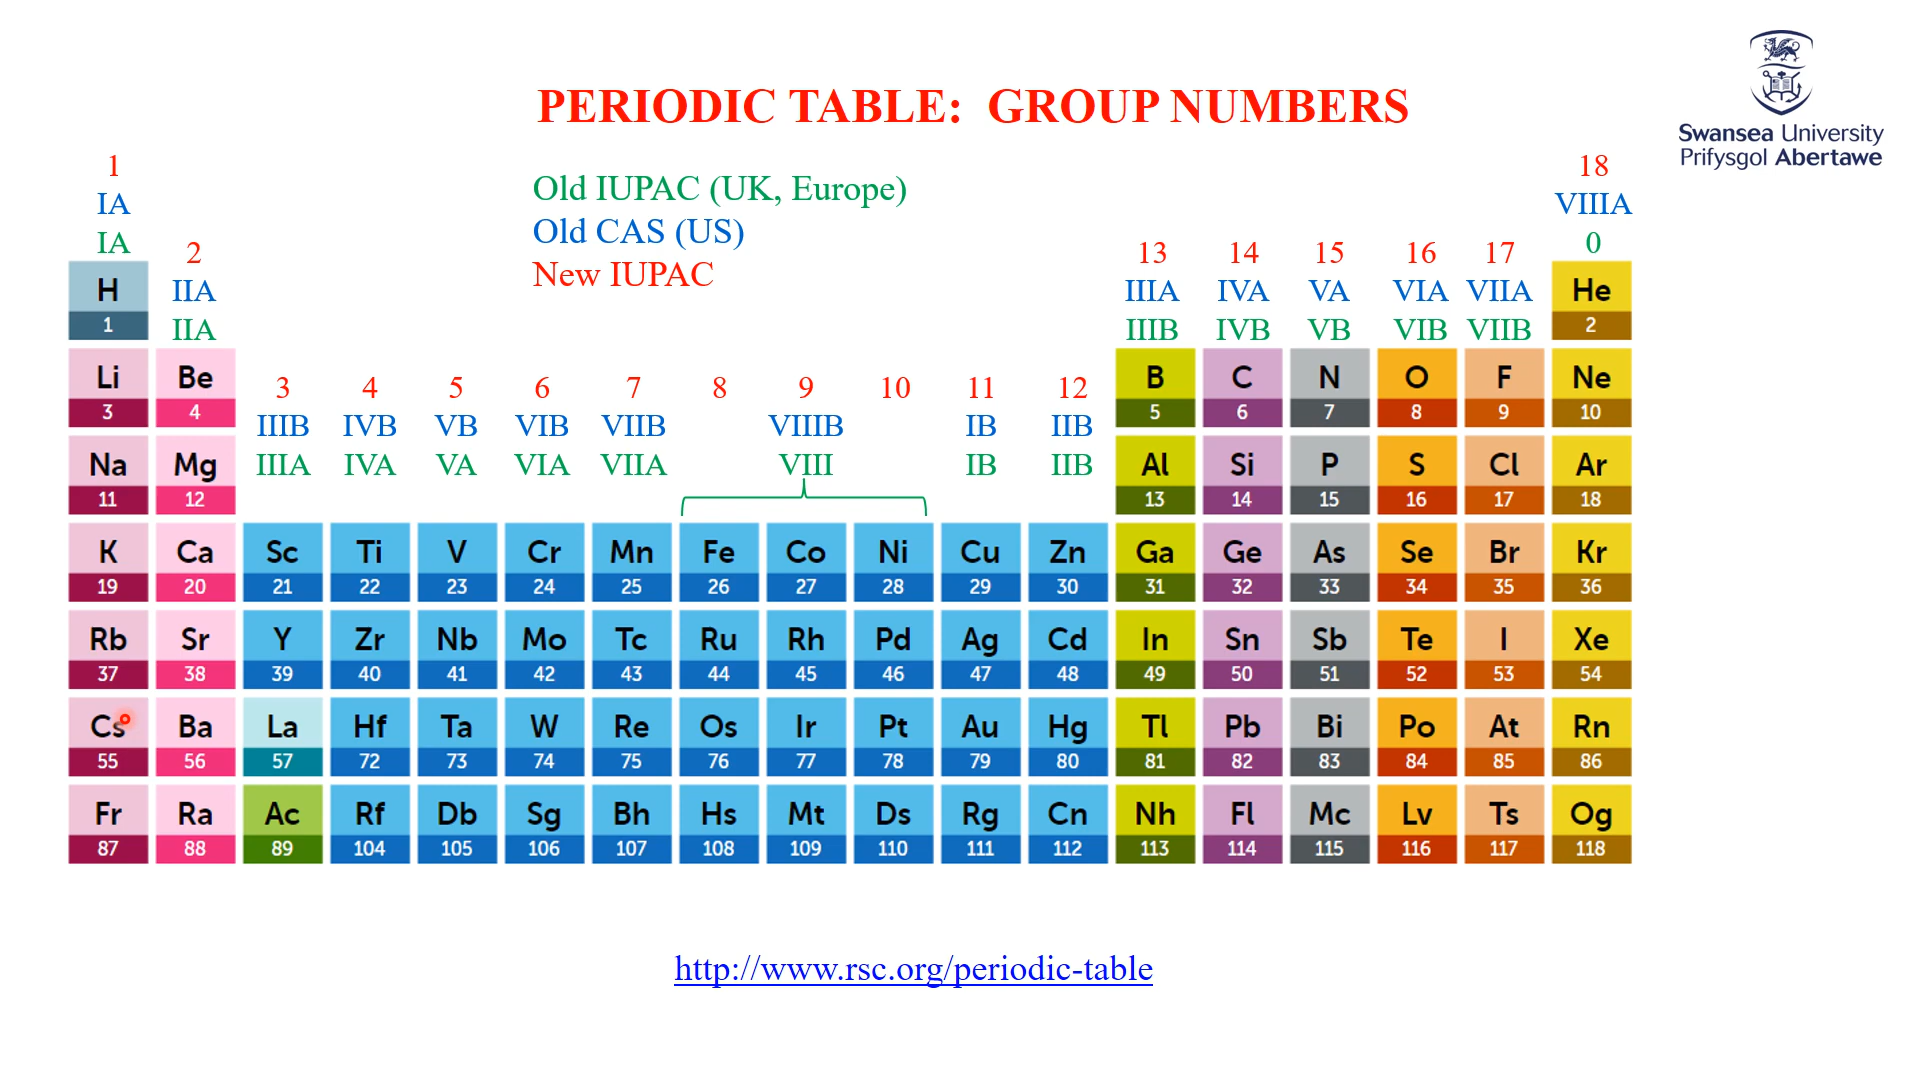 PERIODIC TABLE: GROUP NUMBERS
Swansea University
Prifysgol Abertawe
Old IUPAC (UK, Europe)
Old CAS (US)
New IUPAC
1 18
IA VIIIA
IA 0
2 13 14 15 16 17
IIA IIIA IVA VA VIA VIIA
IIA IIIB IVB VB VIB VIIB
3 4 5 6 7 8 9 10 11 12
IIIB IVB VB VIB VIIB VIIIB IB IIB
IIIA IVA VA VIA VIIA VIII IB IIB
H He
1 2
Li Be B C N O F Ne
3 4 5 6 7 8 9 10
Na Mg Al Si P S Cl Ar
11 12 13 14 15 16 17 18
K Ca Sc Ti V Cr Mn Fe Co Ni Cu Zn Ga Ge As Se Br Kr
19 20 21 22 23 24 25 26 27 28 29 30 31 32 33 34 35 36
Rb Sr Y Zr Nb Mo Tc Ru Rh Pd Ag Cd In Sn Sb Te I Xe
37 38 39 40 41 42 43 44 45 46 47 48 49 50 51 52 53 54
Cs Ba La Hf Ta W Re Os Ir Pt Au Hg Tl Pb Bi Po At Rn
55 56 57 72 73 74 75 76 77 78 79 80 81 82 83 84 85 86
Fr Ra Ac Rf Db Sg Bh Hs Mt Ds Rg Cn Nh Fl Mc Lv Ts Og
87 88 89 104 105 106 107 108 109 110 111 112 113 114 115 116 117 118
http://www.rsc.org/periodic-table